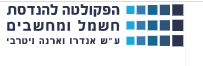 הפקולטה להנדסת
חשמל ומחשבים
ע״ש אנדרו וארנה ויטרבי